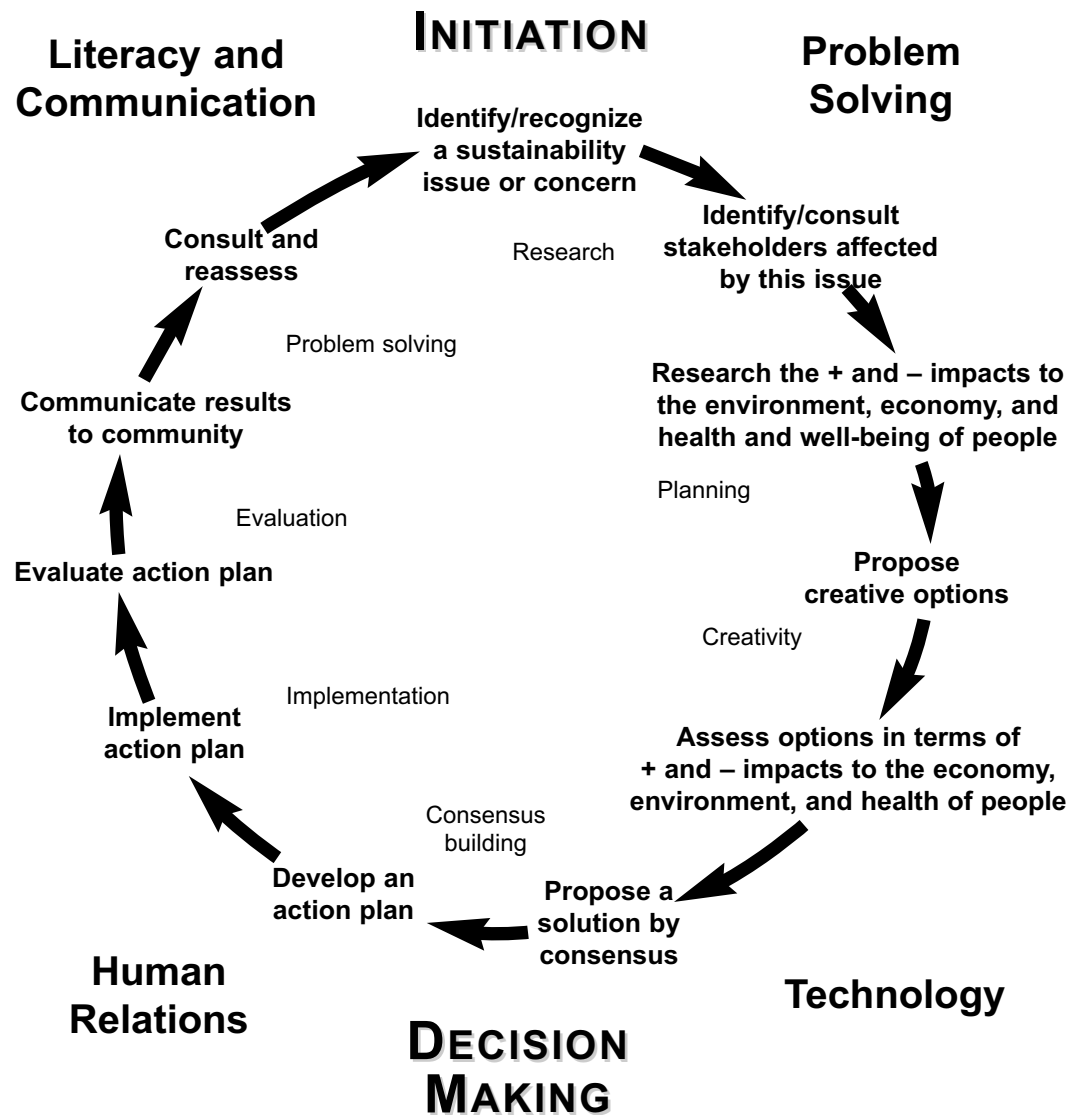 INITIATION
Literacy and
Communication
Problem
Solving
Identify/recognize
a sustainability
issue or concern
Identify/consult
stakeholders affected
by this issue
Research the + and – impacts to
the environment, economy, and
health and well-being of people
Propose
creative options
Assess options in terms of
+ and – impacts to the economy,
environment, and health of people
Propose a
solution by
consensus
Develop an
action plan
Implement
action plan
Evaluate action plan
Communicate results
to community
Consult and
reassess
Research
Planning
Creativity
Consensus
building
Implementation
Evaluation
Problem solving
Human
Relations
Technology
DECISION
MAKING